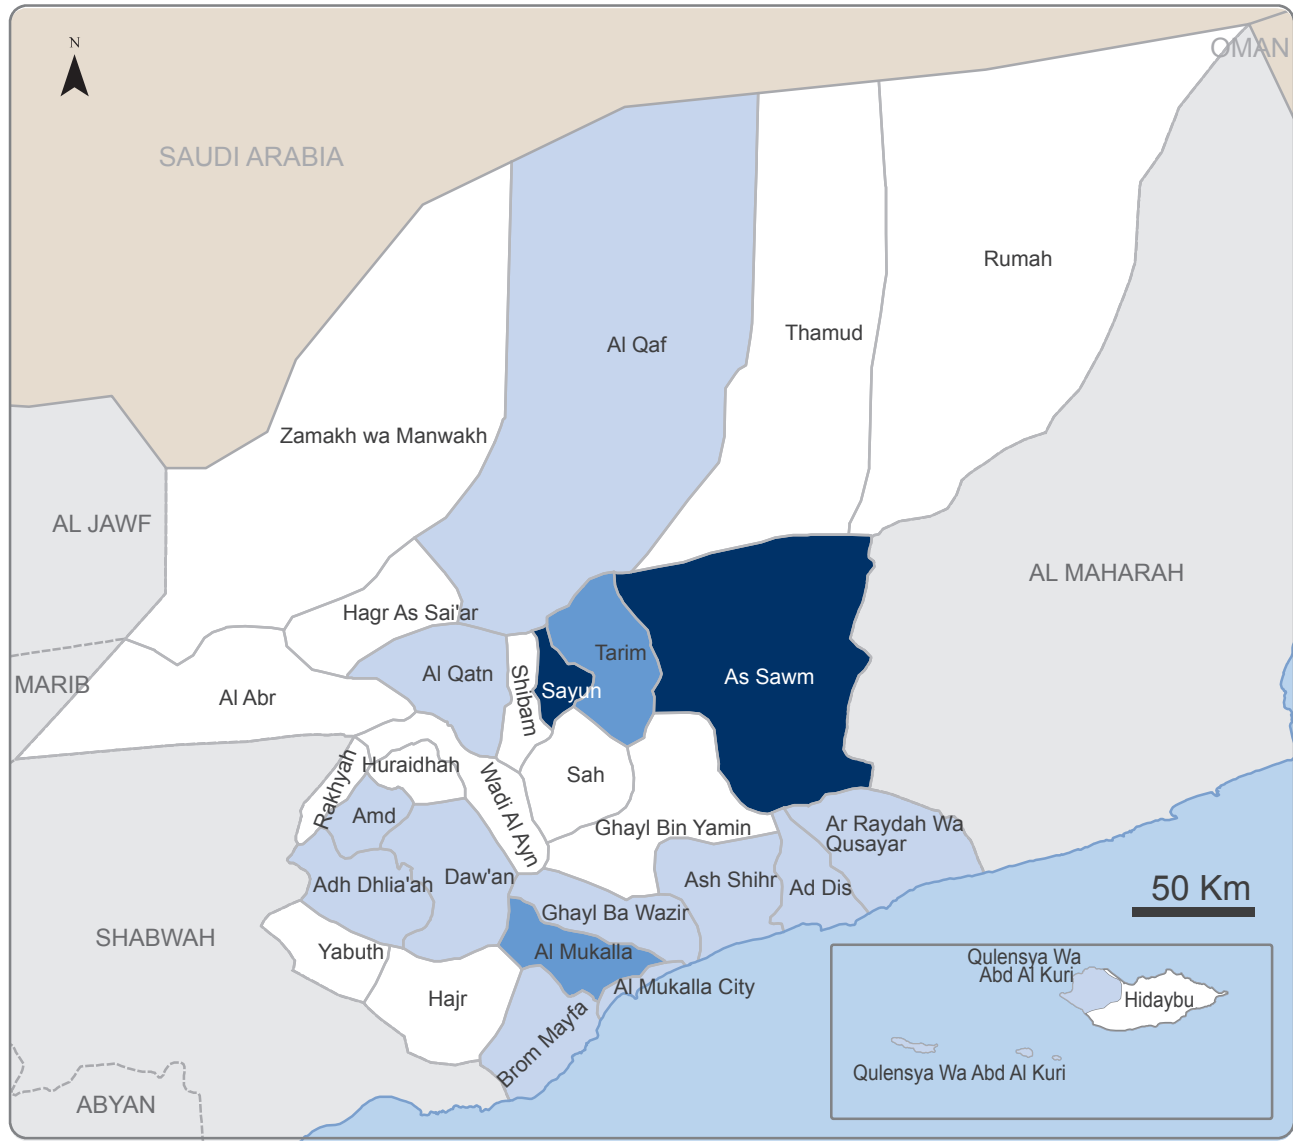 N
OMAN
SAUDI ARABIA
Rumah
Thamud
Al Qaf
Zamakh wa Manwakh
AL JAWF
AL MAHARAH
Hagr As Sai'ar
Tarim
Al Qatn
As Sawm
MARIB
Al Abr
Shibam
Sayun
Huraidhah
Sah
Rakhyah
Wadi Al Ayn
Amd
Ghayl Bin Yamin
Ar Raydah Wa
Qusayar
Adh Dhlia'ah
Daw'an
Ash Shihr
Ad Dis
50 Km
Ghayl Ba Wazir
SHABWAH
Yabuth
Al Mukalla
Hajr
Al Mukalla City
Brom Mayfa
Qulensya Wa
Abd Al Kuri
Hidaybu
Qulensya Wa Abd Al Kuri
ABYAN